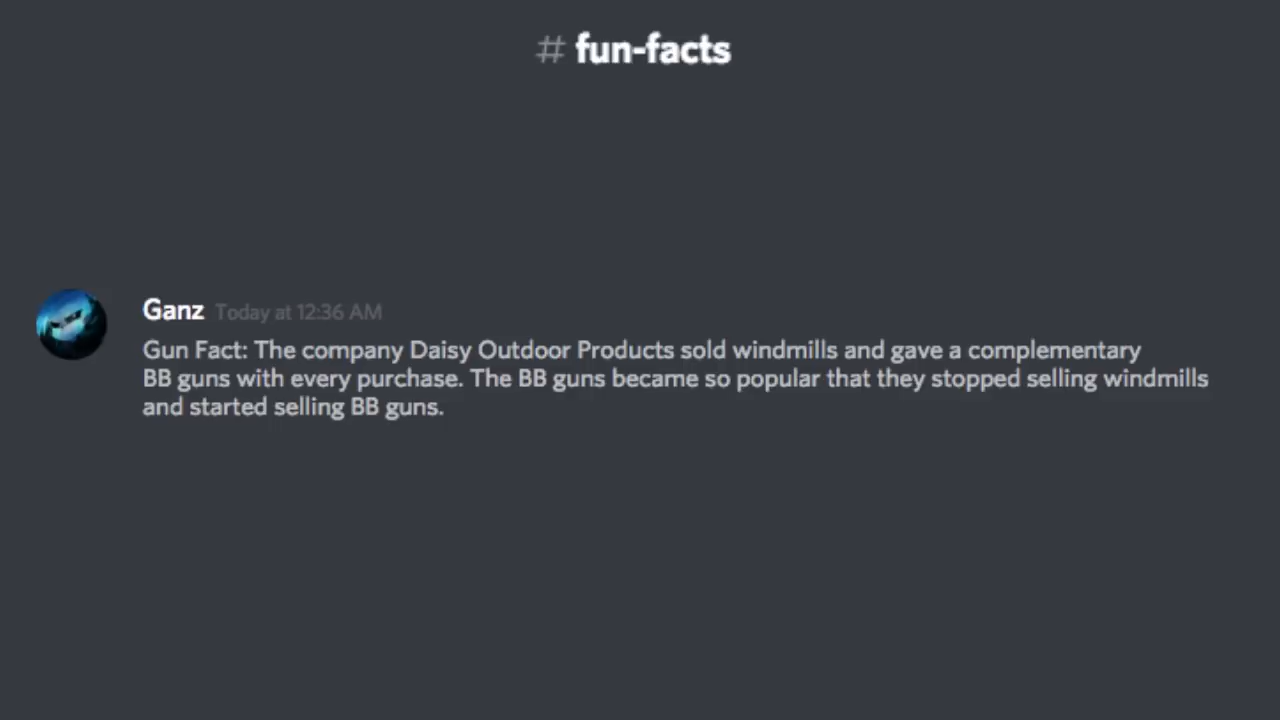 # fun-facts
Ganz Today at 12:36 AM
Gun Fact: The company Daisy Outdoor Products sold windmills and gave a complementary
BB guns with every purchase. The BB guns became so popular that they stopped selling windmills
and started selling BB guns.